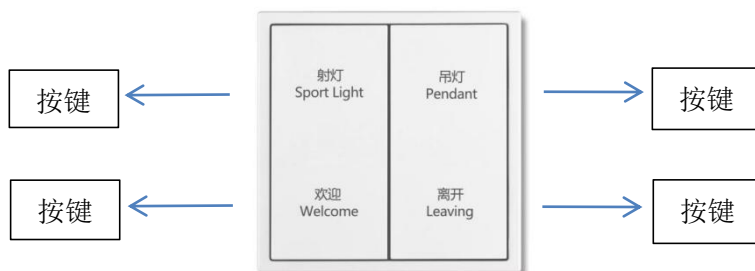 射灯
Sport Light
吊灯
Pendant
按键
按键
欢迎
Welcome
离开
Leaving
按键
按键